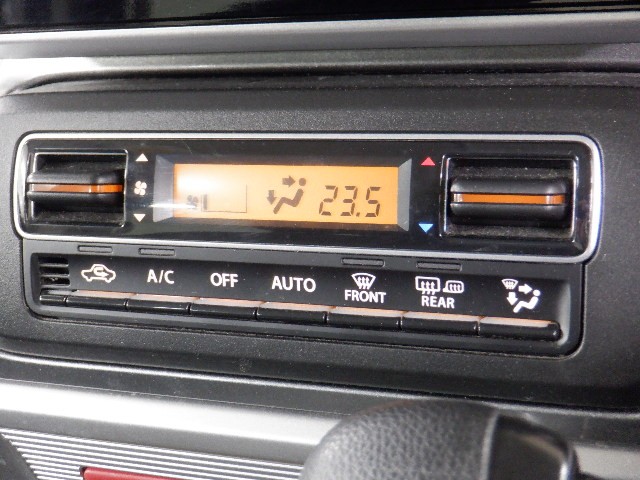 23.5
A/C OFF AUTO FRONT REAR